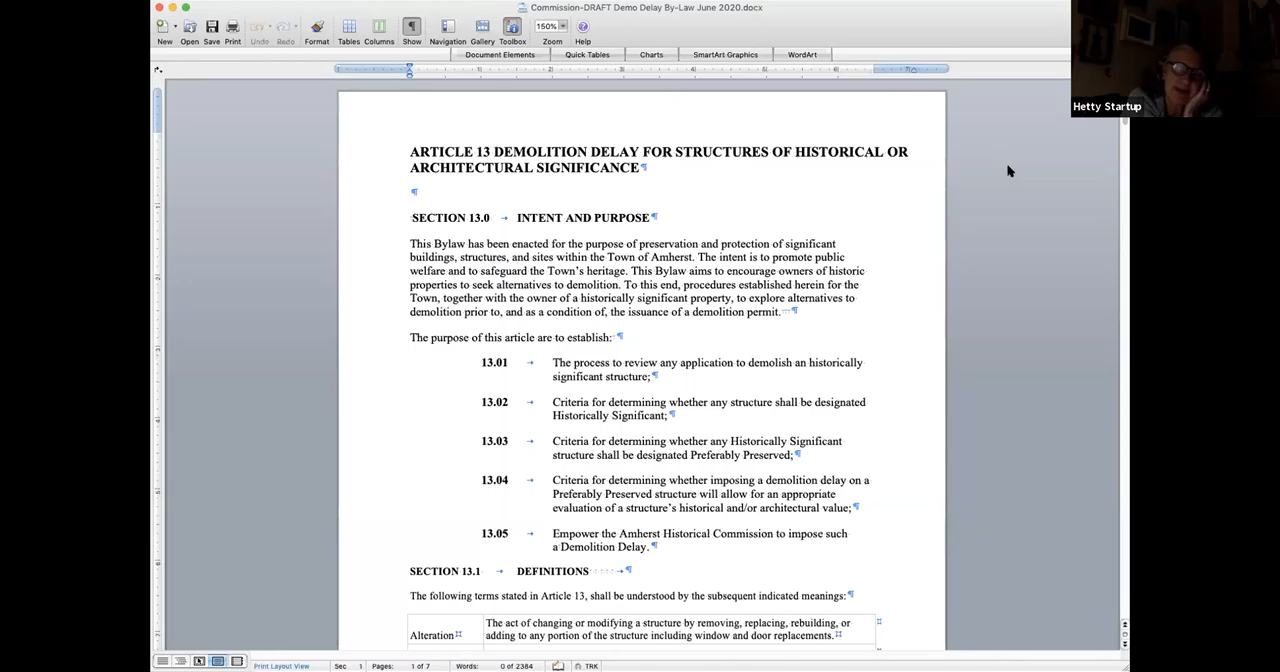 Commission-DRAFT Demo Delay By-Law June 2020.docx
New Open Save Print Undo Redo Format Tables Columns Show Navigation Gallery Toolbox Zoom Help
150%
Document Elements Quick Tables Charts SmartArt Graphics WordArt
Hetty Startup
ARTICLE 13 DEMOLITION DELAY FOR STRUCTURES OF HISTORICAL OR
ARCHITECTURAL SIGNIFICANCE¶
¶
SECTION 13.0 → INTENT AND PURPOSE¶
This Bylaw has been enacted for the purpose of preservation and protection of significant
buildings, structures, and sites within the Town of Amherst. The intent is to promote public
welfare and to safeguard the Town’s heritage. This Bylaw aims to encourage owners of historic
properties to seek alternatives to demolition. To this end, procedures established herein for the
Town, together with the owner of a historically significant property, to explore alternatives to
demolition prior to, and as a condition of, the issuance of a demolition permit. ¶
The purpose of this article are to establish: ¶
13.01 → The process to review any application to demolish an historically
significant structure;¶
13.02 → Criteria for determining whether any structure shall be designated
Historically Significant;¶
13.03 → Criteria for determining whether any Historically Significant
structure shall be designated Preferably Preserved;¶
13.04 → Criteria for determining whether imposing a demolition delay on a
Preferably Preserved structure will allow for an appropriate
evaluation of a structure’s historical and/or architectural value;¶
13.05 → Empower the Amherst Historical Commission to impose such
a Demolition Delay. ¶
SECTION 13.1 → DEFINITIONS → ¶
The following terms stated in Article 13, shall be understood by the subsequent indicated meanings:¶
The act of changing or modifying a structure by removing, replacing, rebuilding, or
Alteration¤ adding to any portion of the structure including window and door replacements.¤
Print Layout View Sec 1 Pages: 1 of 7 Words: 0 of 2384 TRK